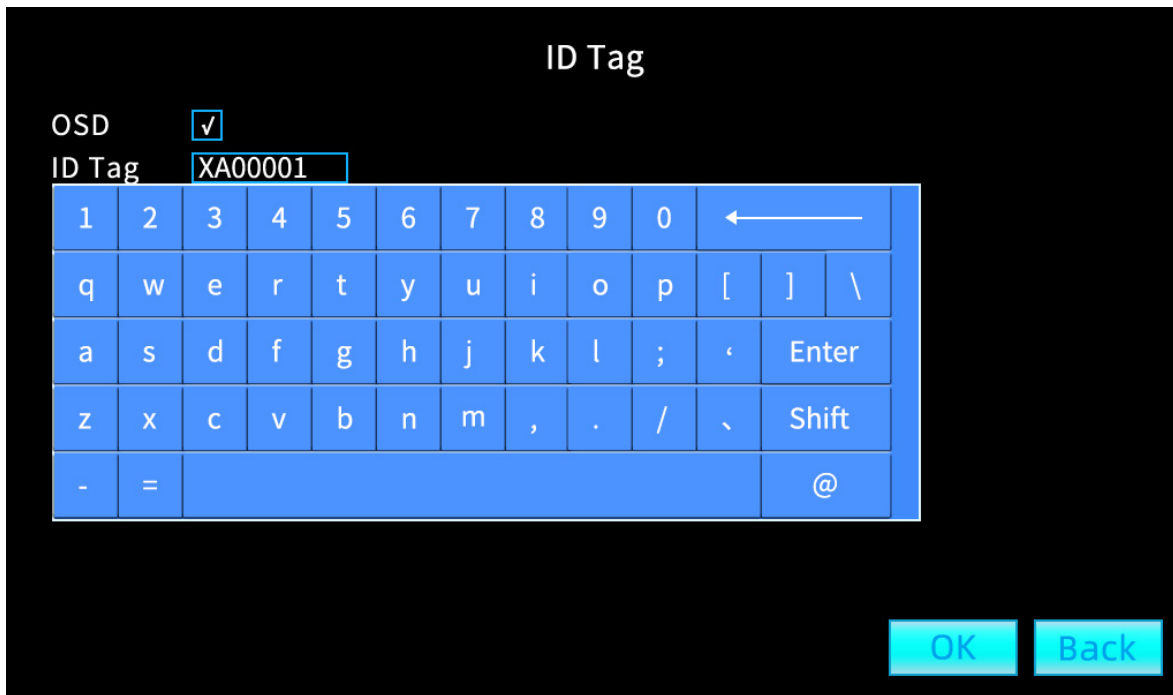 ID Tag
OSD √
ID Tag XA00001
1 2 3 4 5 6 7 8 9 0 ←
q w e r t y u i o p [ ] \
a s d f g h j k l ; ‘ Enter
z x c v b n m , . / 、 Shift
- = @
OK Back